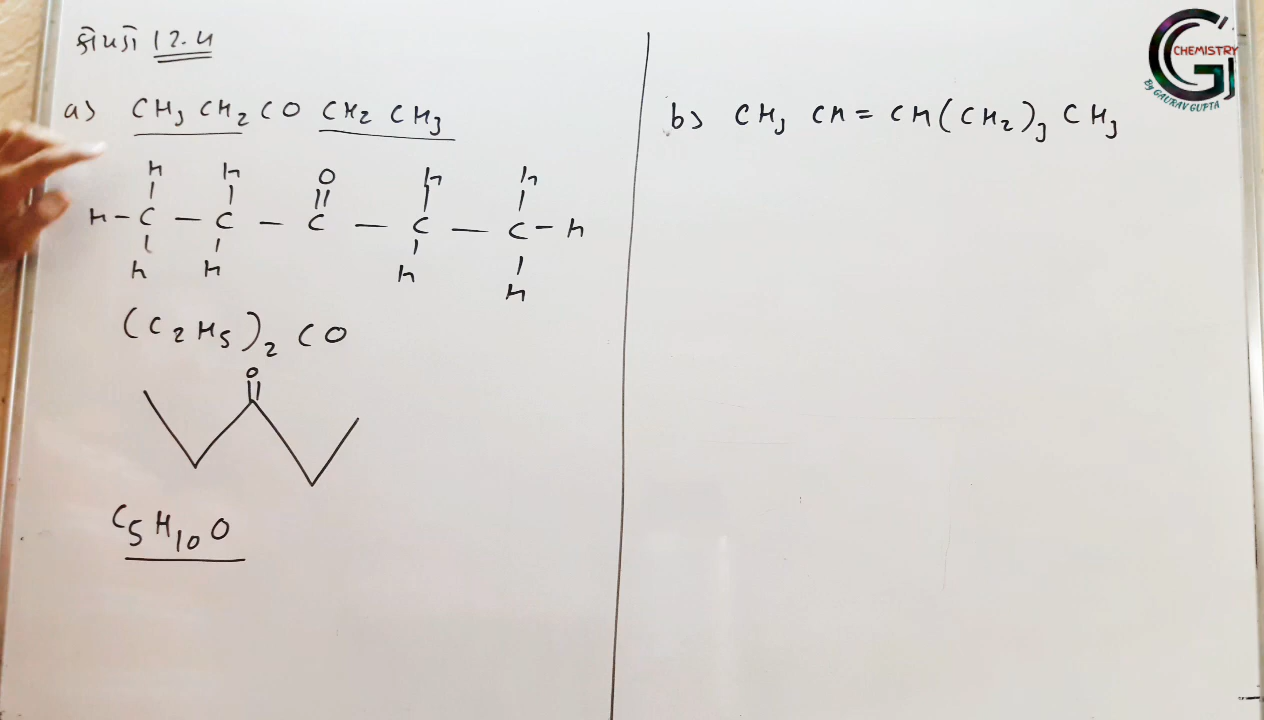 12.4
a) CH3 CH2 CO CH2 CH3
H H O H H
H - C - C - C - C - C - H
H H H H
(C2H5)2 CO
O
C5H10O
b) CH3 CH = CH(CH2)3 CH3
CHEMISTRY
By GAURAV GUPTA